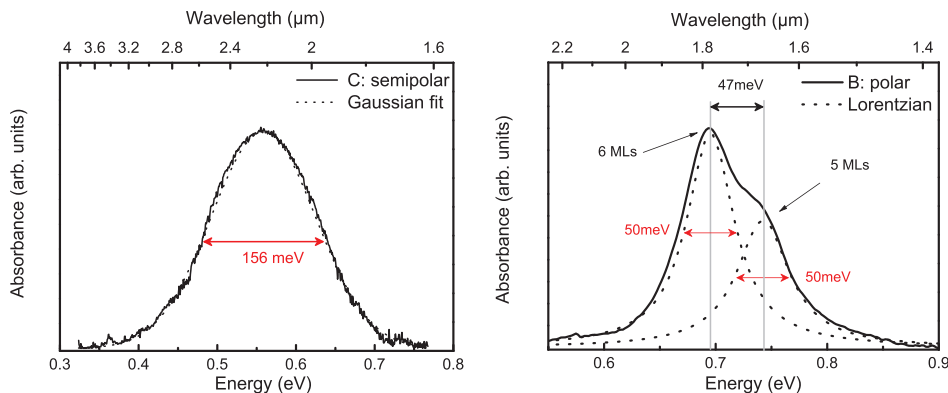 Wavelength (µm)
4 3.6 3.2 2.8 2.4 2 1.6
C: semipolar
Gaussian fit
156 meV
Absorbance (arb. units)
0.3 0.4 0.5 0.6 0.7 0.8
Energy (eV)
Wavelength (µm)
2.2 2 1.8 1.6 1.4
47meV
B: polar
Lorentzian
6 MLs
5 MLs
50meV
50meV
Absorbance (arb. units)
0.6 0.7 0.8 0.9
Energy (eV)